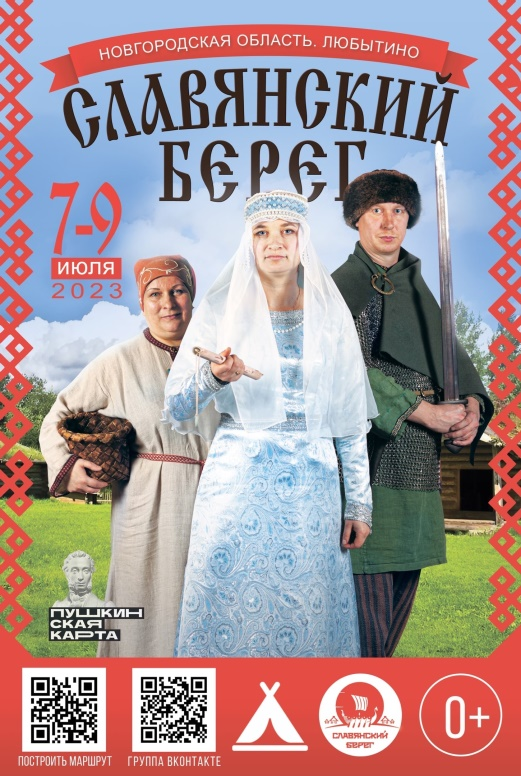 НОВГОРОДСКАЯ ОБЛАСТЬ. ЛЮБЫТИНО
СЛАВЯНСКИЙ
БЕРЕГ
7-9
ИЮЛЯ
2023
ПУШКИН
СКАЯ
КАРТА
ПОСТРОИТЬ МАРШРУТ
ГРУППА ВКОНТАКТЕ
СЛАВЯНСКИЙ
БЕРЕГ
0+